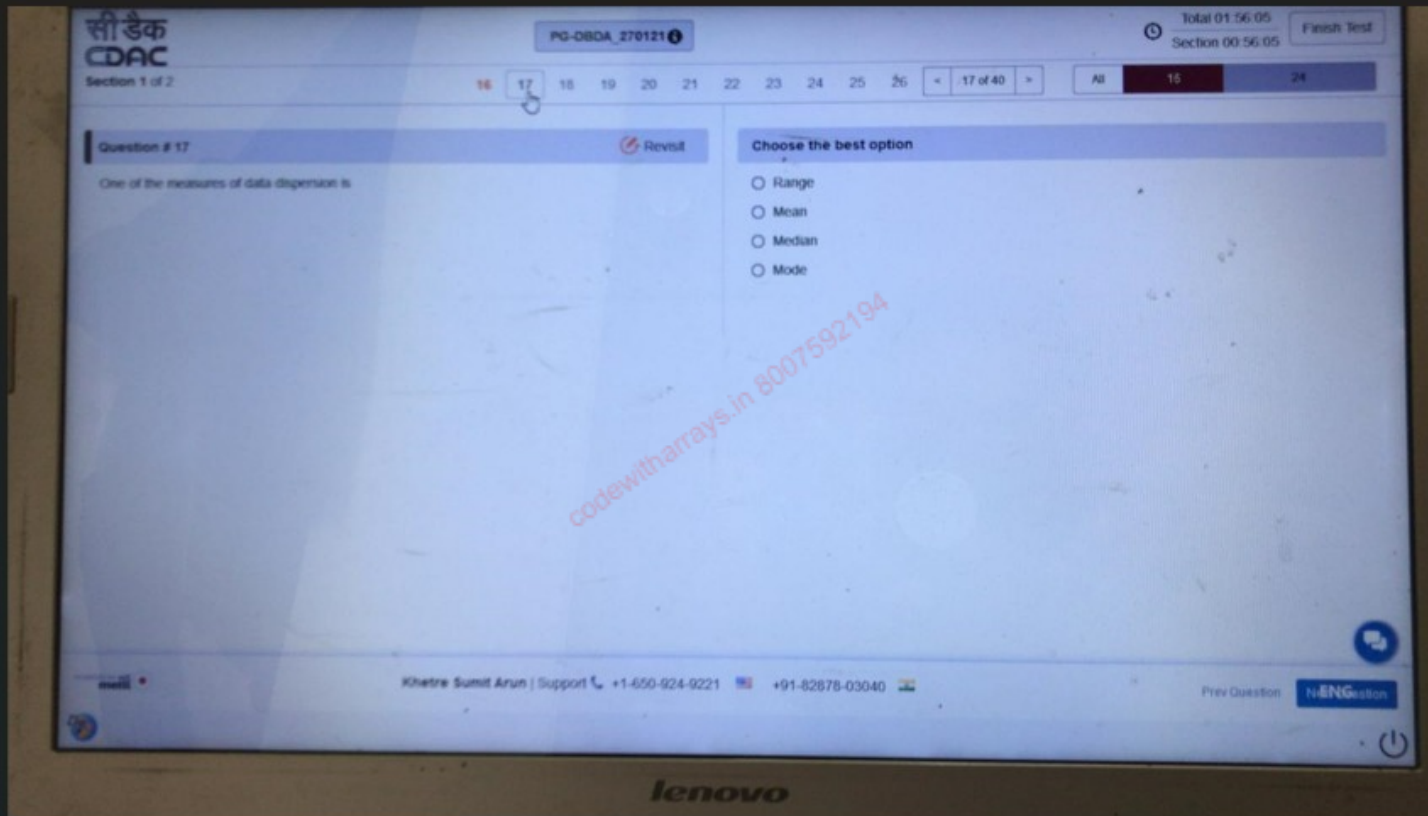 सी डैक
CDAC
PG-DBDA_270121
Total 01:56:05
Section 00:56:05
Finish Test
Section 1 of 2
16 17 18 19 20 21 22 23 24 25 26 < 17 of 40 > All 16 24
Question # 17
Revisit
One of the measures of data dispersion is
Choose the best option
Range
Mean
Median
Mode
codewitharrays.in 8007592194
Khetre Sumit Arun | Support +1-650-924-9221 +91-82878-03040
Prev Question
ENG
lenovo